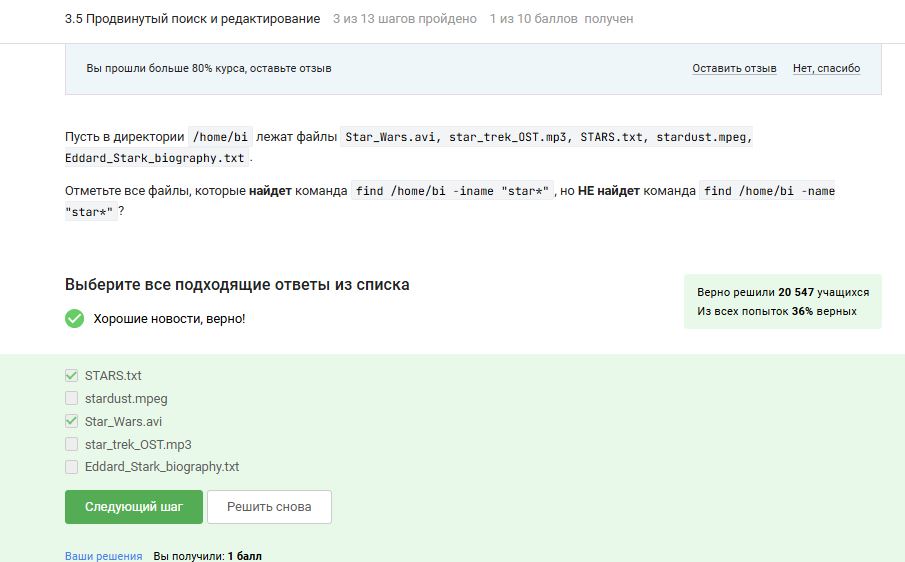 3.5 Продвинутый поиск и редактирование 3 из 13 шагов пройдено 1 из 10 баллов получен
Вы прошли больше 80% курса, оставьте отзыв Оставить отзыв Нет, спасибо
Пусть в директории /home/bi лежат файлы Star_Wars.avi, star_trek_OST.mp3, STARS.txt, stardust.mpeg,
Eddard_Stark_biography.txt.
Отметьте все файлы, которые найдет команда find /home/bi -iname "star*", но НЕ найдет команда find /home/bi -name
"star*"?
Выберите все подходящие ответы из списка
Верно решили 20 547 учащихся
Из всех попыток 36% верных
Хорошие новости, верно!
STARS.txt
stardust.mpeg
Star_Wars.avi
star_trek_OST.mp3
Eddard_Stark_biography.txt
Следующий шаг Решить снова
Ваши решения Вы получили: 1 балл